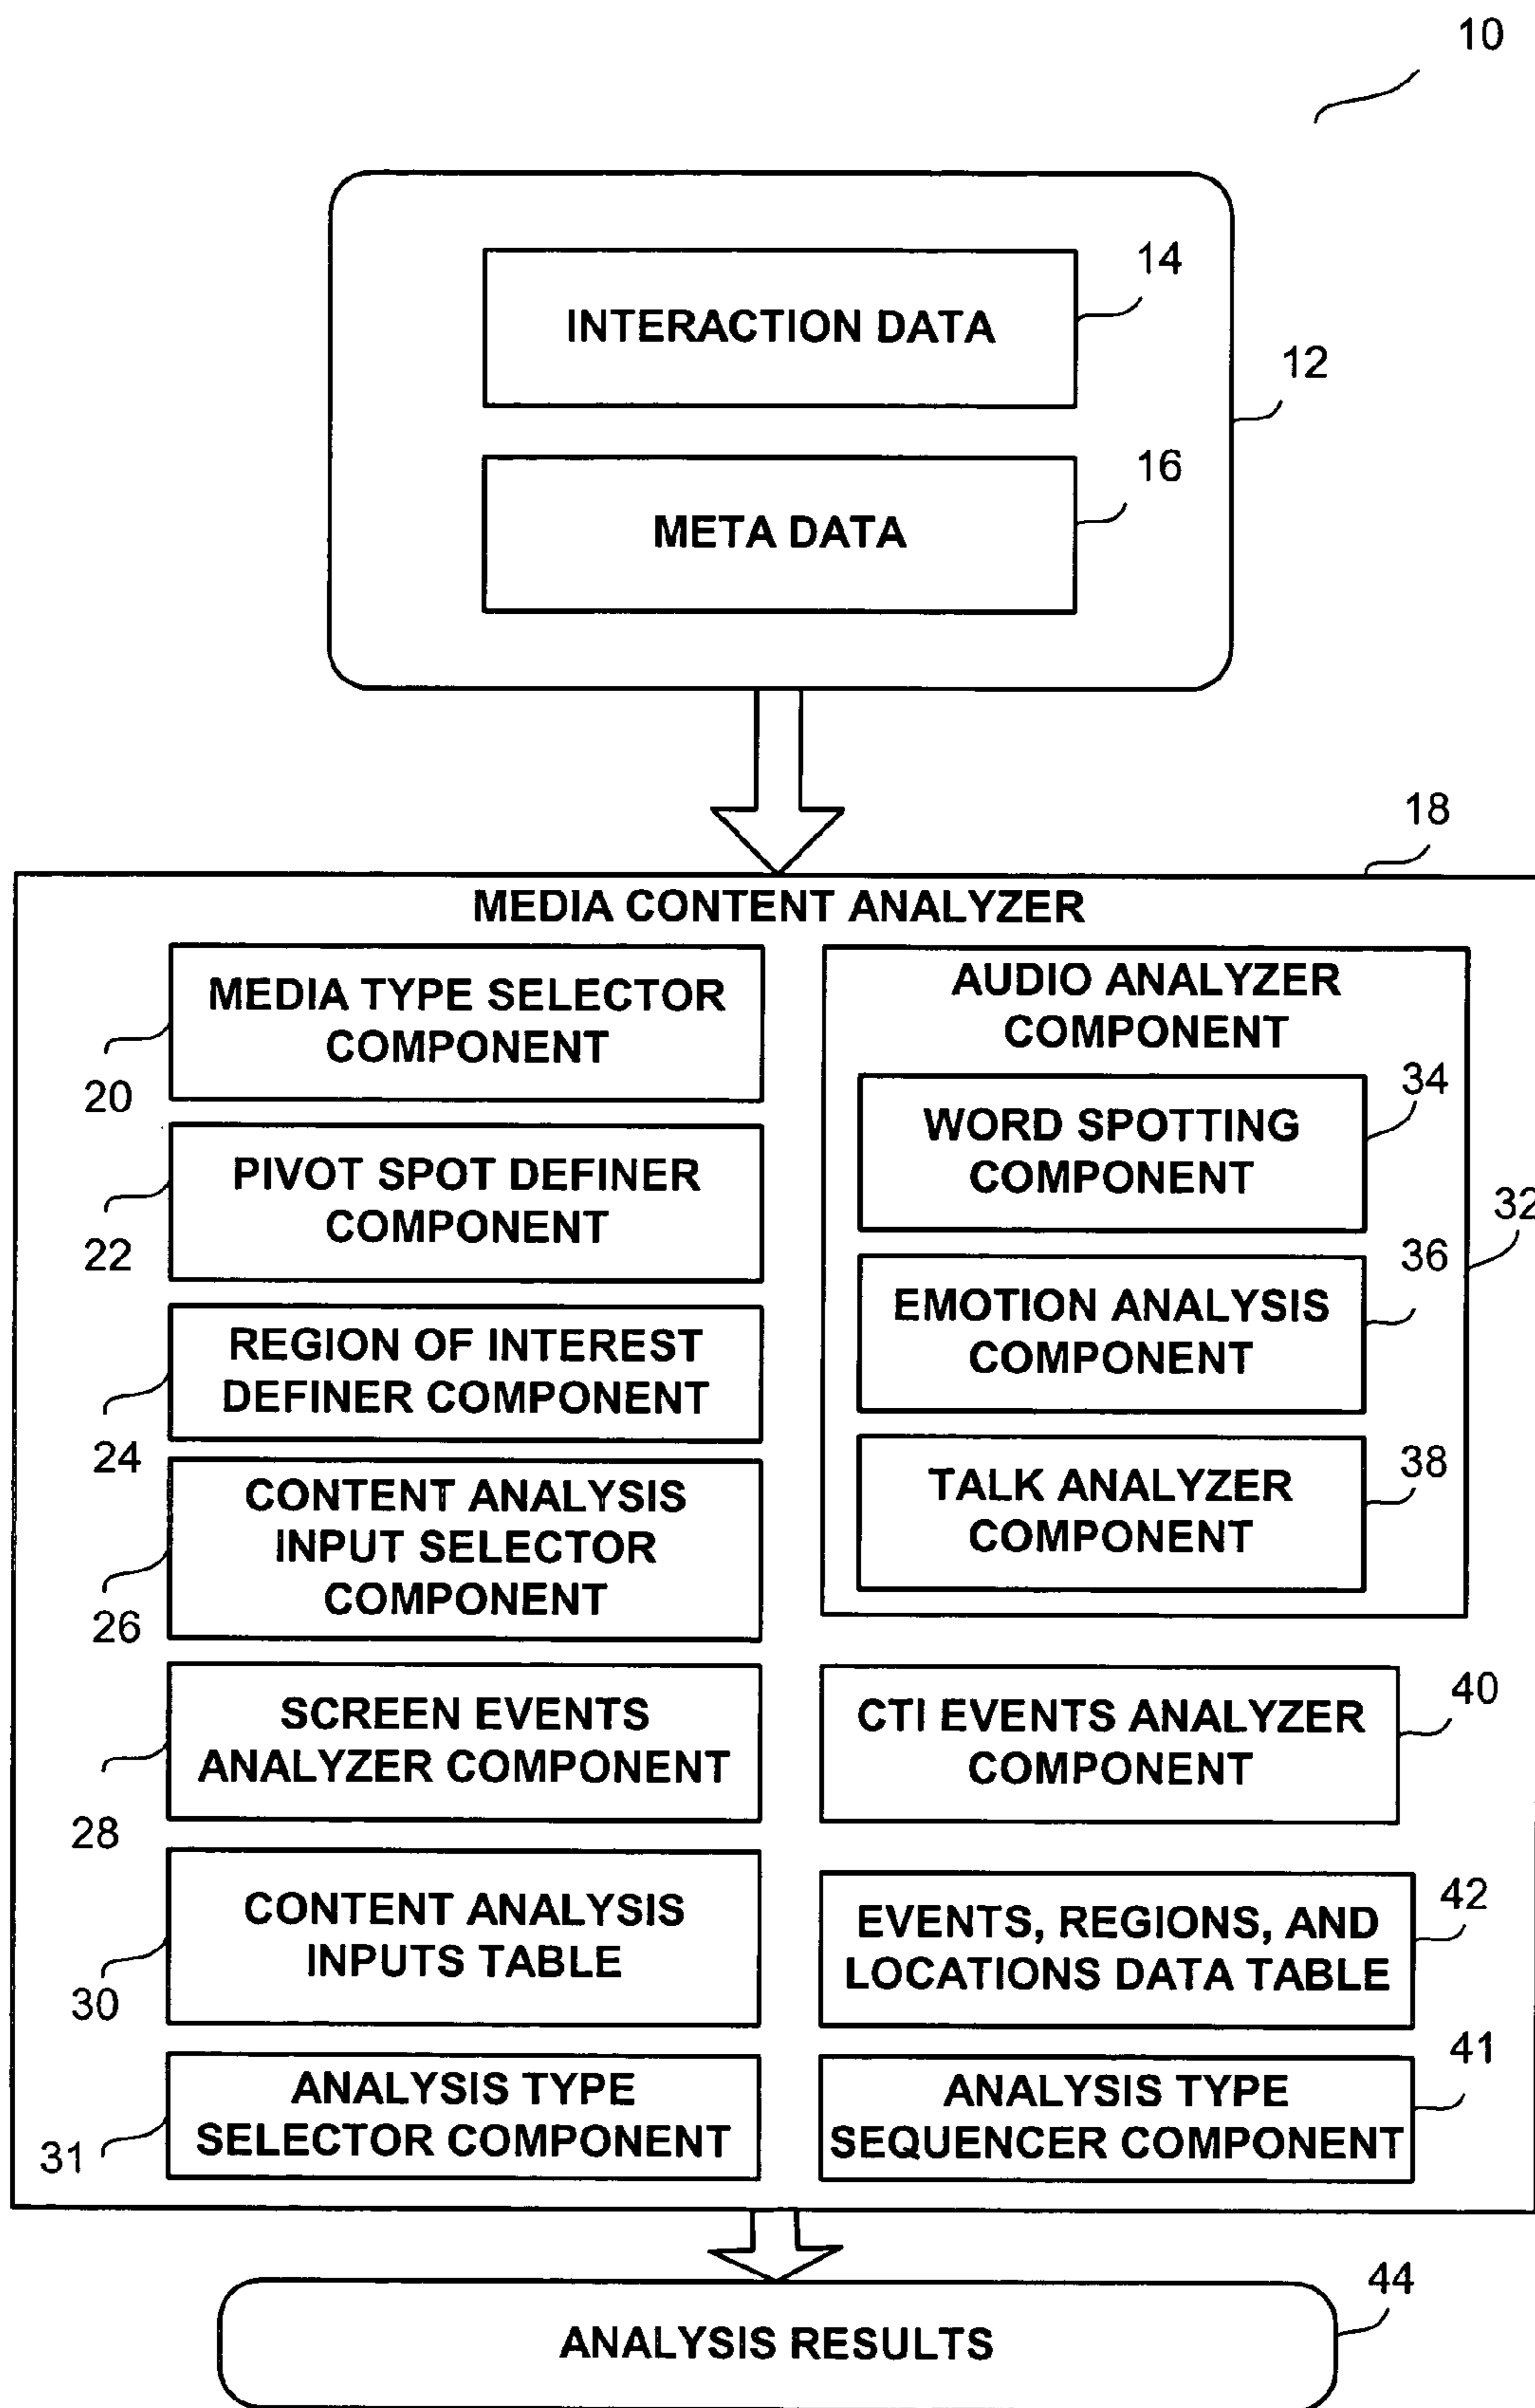 10
INTERACTION DATA
14
12
META DATA
16
18
MEDIA CONTENT ANALYZER
MEDIA TYPE SELECTOR
COMPONENT
20
PIVOT SPOT DEFINER
COMPONENT
22
REGION OF INTEREST
DEFINER COMPONENT
24
CONTENT ANALYSIS
INPUT SELECTOR
COMPONENT
26
SCREEN EVENTS
ANALYZER COMPONENT
28
CONTENT ANALYSIS
INPUTS TABLE
30
ANALYSIS TYPE
SELECTOR COMPONENT
31
AUDIO ANALYZER
COMPONENT
WORD SPOTTING
COMPONENT
34
32
EMOTION ANALYSIS
COMPONENT
36
TALK ANALYZER
COMPONENT
38
CTI EVENTS ANALYZER
COMPONENT
40
EVENTS, REGIONS, AND
LOCATIONS DATA TABLE
42
ANALYSIS TYPE
SEQUENCER COMPONENT
41
ANALYSIS RESULTS
44